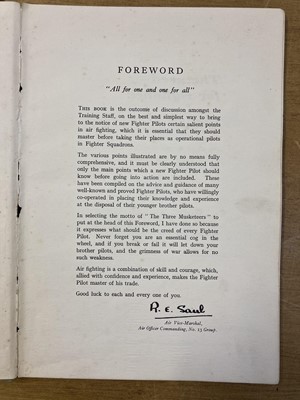 FOREWORD
"All for one and one for all"
THIS BOOK is the outcome of discussion amongst the
Training Staff, on the best and simplest way to bring
to the notice of new Fighter Pilots certain salient points
in air fighting, which it is essential that they should
master before taking their places as operational pilots
in Fighter Squadrons.
The various points illustrated are by no means fully
comprehensive, and it must be clearly understood that
only the main points which a new Fighter Pilot should
know before going into action are included. These
have been compiled on the advice and guidance of many
well-known and proved Fighter Pilots, who have willingly
co-operated in placing their knowledge and experience
at the disposal of their younger brother pilots.
In selecting the motto of "The Three Musketeers" to
put at the head of this Foreword, I have done so because
it expresses what should be the creed of every Fighter
Pilot. Never forget you are an essential cog in the
wheel, and if you break or fail it will let down your
brother pilots, and the grimness of war allows for no
such weakness.
Air fighting is a combination of skill and courage, which,
allied with confidence and experience, makes the Fighter
Pilot master of his trade.
Good luck to each and every one of you.
R. E. Saul
Air Vice-Marshal,
Air Officer Commanding, No. 13 Group.